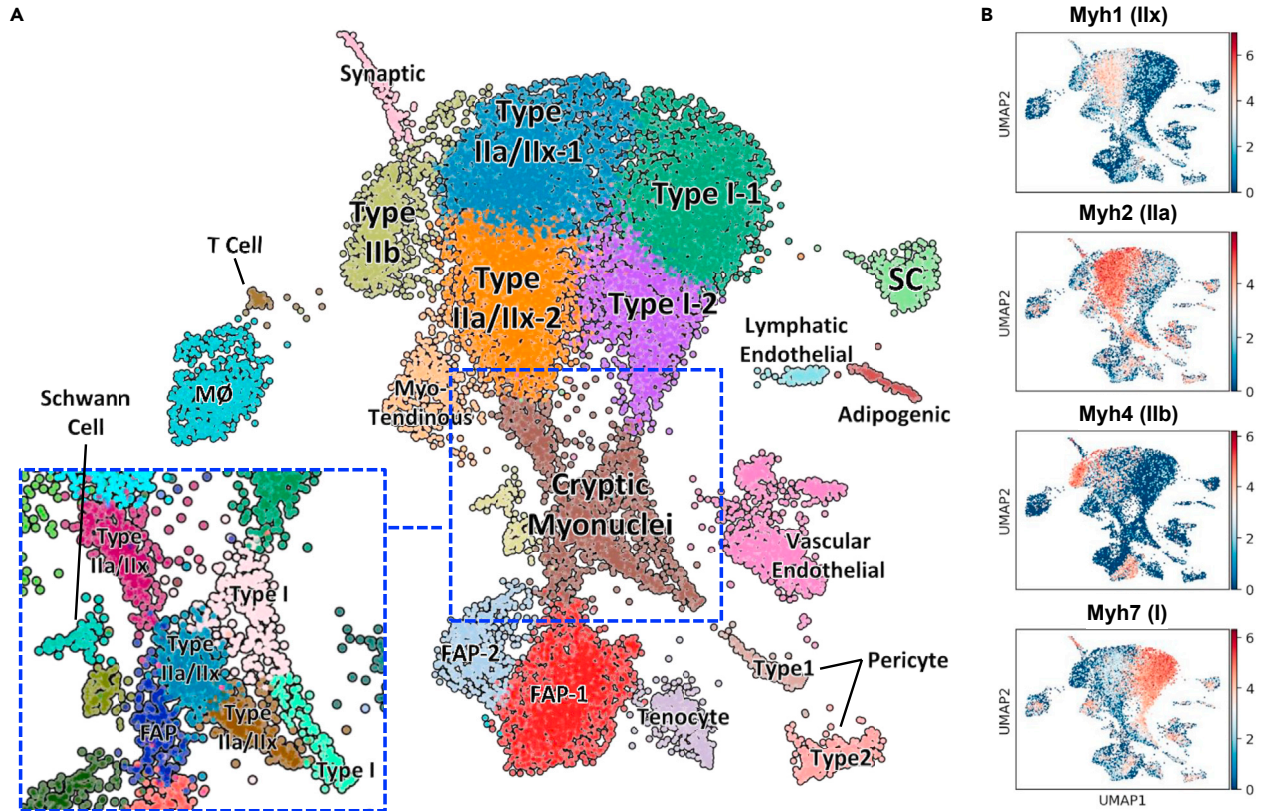 A
Synaptic
Type
IIa/IIx-1
Type I-1
Type
IIb
T Cell
Type
IIa/IIx-2
Type I-2
SC
Lymphatic
Endothelial
MØ
Myo-
Tendinous
Adipogenic
Schwann
Cell
Cryptic
Myonuclei
Vascular
Endothelial
Type
IIa/IIx
Type I
Type
IIa/IIx
FAP
Type
IIa/IIx
Type I
FAP-2
FAP-1
Tenocyte
Type1
Pericyte
Type2
B
Myh1 (IIx)
UMAP2
6
4
2
0
Myh2 (IIa)
UMAP2
4
2
0
Myh4 (IIb)
UMAP2
6
4
2
0
Myh7 (I)
UMAP2
6
4
2
0
UMAP1